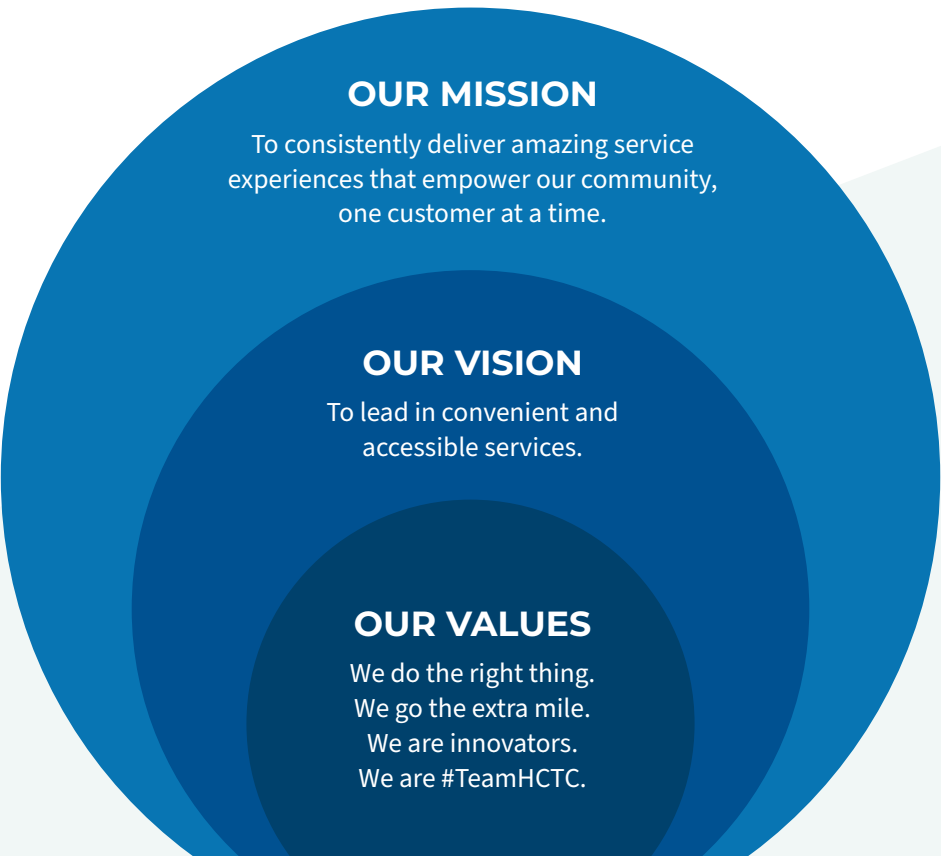 OUR MISSION
To consistently deliver amazing service
experiences that empower our community,
one customer at a time.
OUR VISION
To lead in convenient and
accessible services.
OUR VALUES
We do the right thing.
We go the extra mile.
We are innovators.
We are #TeamHCTC.